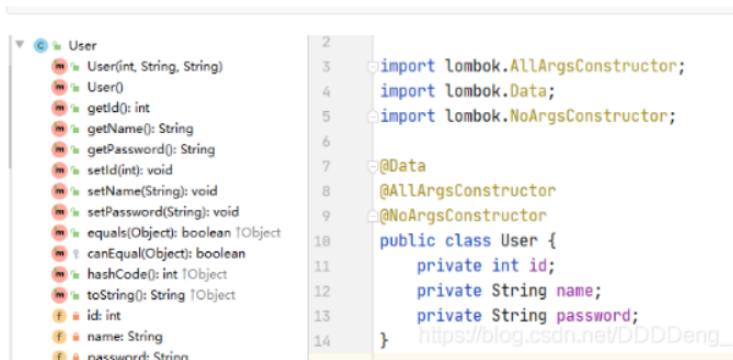 User
User(int, String, String)
User()
getId(): int
getName(): String
getPassword(): String
setId(int): void
setName(String): void
setPassword(String): void
equals(Object): boolean ↑Object
canEqual(Object): boolean
hashCode(): int ↑Object
toString(): String ↑Object
id: int
name: String
password: String
2
3 import lombok.AllArgsConstructor;
4 import lombok.Data;
5 import lombok.NoArgsConstructor;
6
7 @Data
8 @AllArgsConstructor
9 @NoArgsConstructor
10 public class User {
11 private int id;
12 private String name;
13 private String password;
14 }
https://blog.csdn.net/DDDDeng_